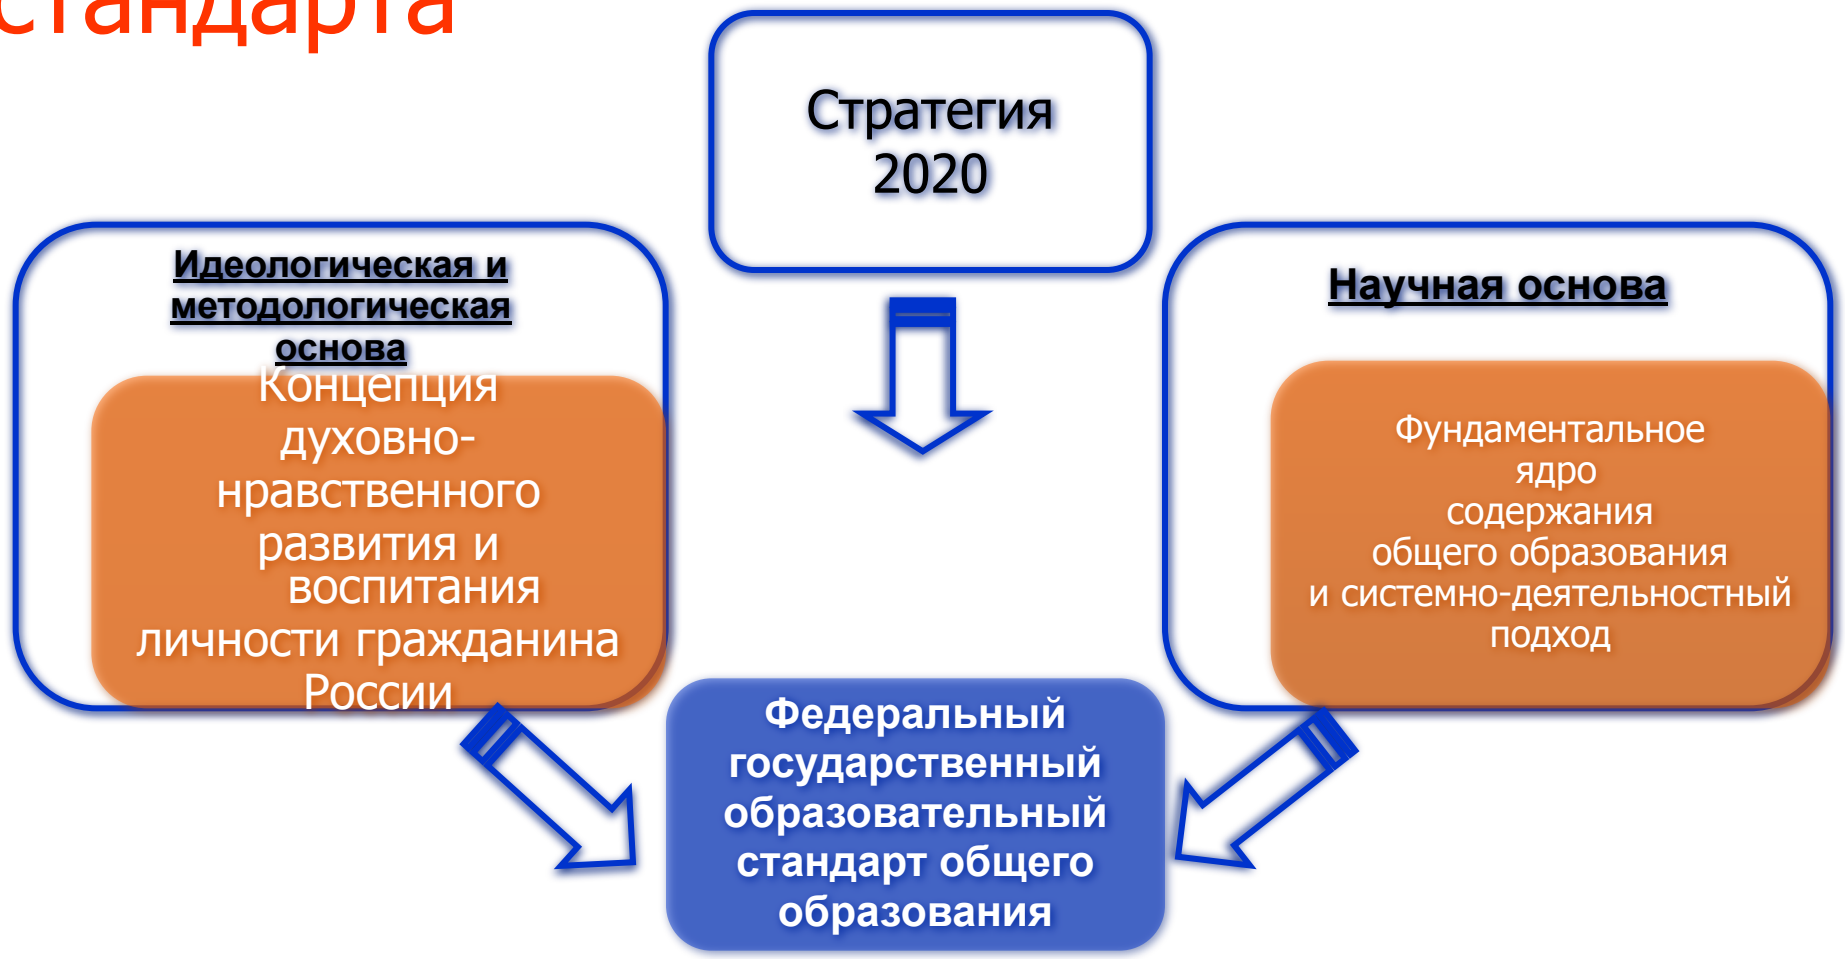 стандарта
Стратегия
2020
Идеологическая и
методологическая
основа
Концепция
духовно-
нравственного
развития и
воспитания
личности гражданина
России
Научная основа
Фундаментальное
ядро
содержания
общего образования
и системно-деятельностный
подход
Федеральный
государственный
образовательный
стандарт общего
образования